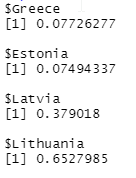 $Greece
[1] 0.07726277
$Estonia
[1] 0.07494337
$Latvia
[1] 0.379018
$Lithuania
[1] 0.6527985